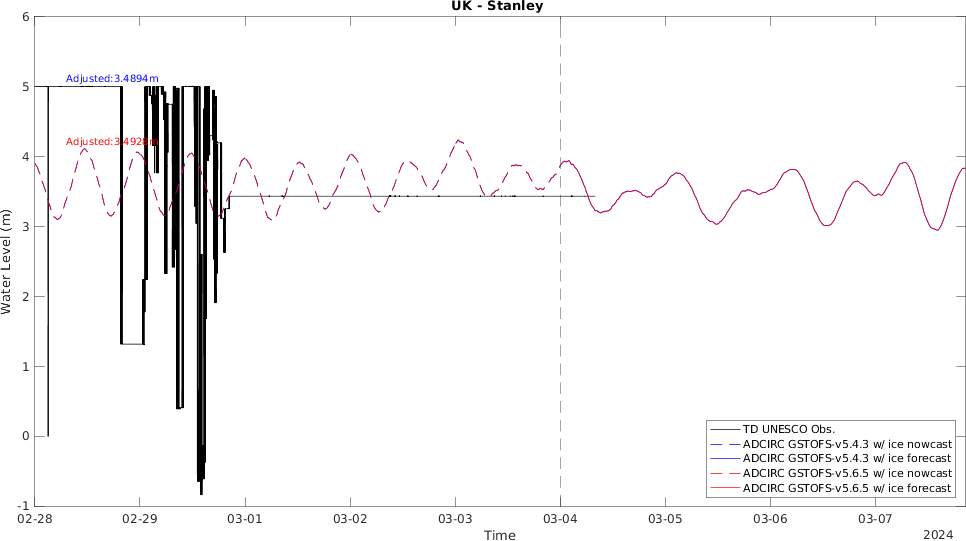 UK - Stanley
6
5
4
3
2
1
0
-1
Water Level (m)
Adjusted:3.4894m
Adjusted:3.4928m
02-28 02-29 03-01 03-02 03-03 03-04 03-05 03-06 03-07
Time
2024
TD UNESCO Obs.
ADCIRC GSTOFS-v5.4.3 w/ ice nowcast
ADCIRC GSTOFS-v5.4.3 w/ ice forecast
ADCIRC GSTOFS-v5.6.5 w/ ice nowcast
ADCIRC GSTOFS-v5.6.5 w/ ice forecast